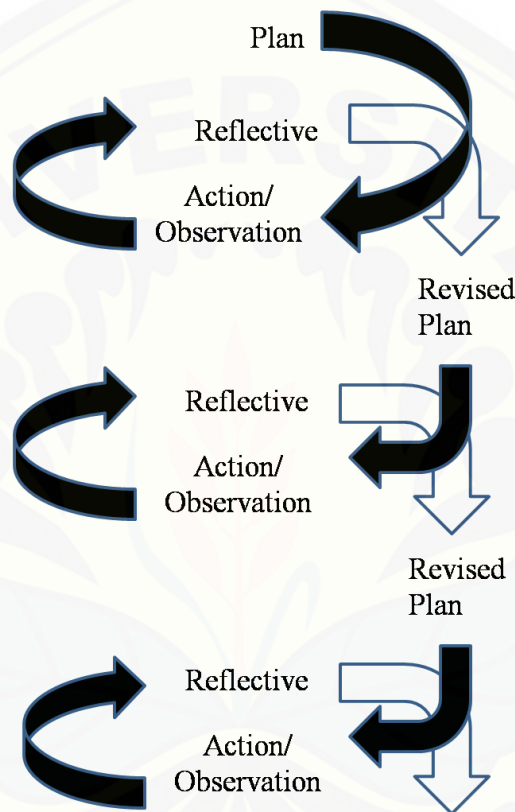 Plan
Reflective
Action/
Observation
Revised
Plan
Reflective
Action/
Observation
Revised
Plan
Reflective
Action/
Observation